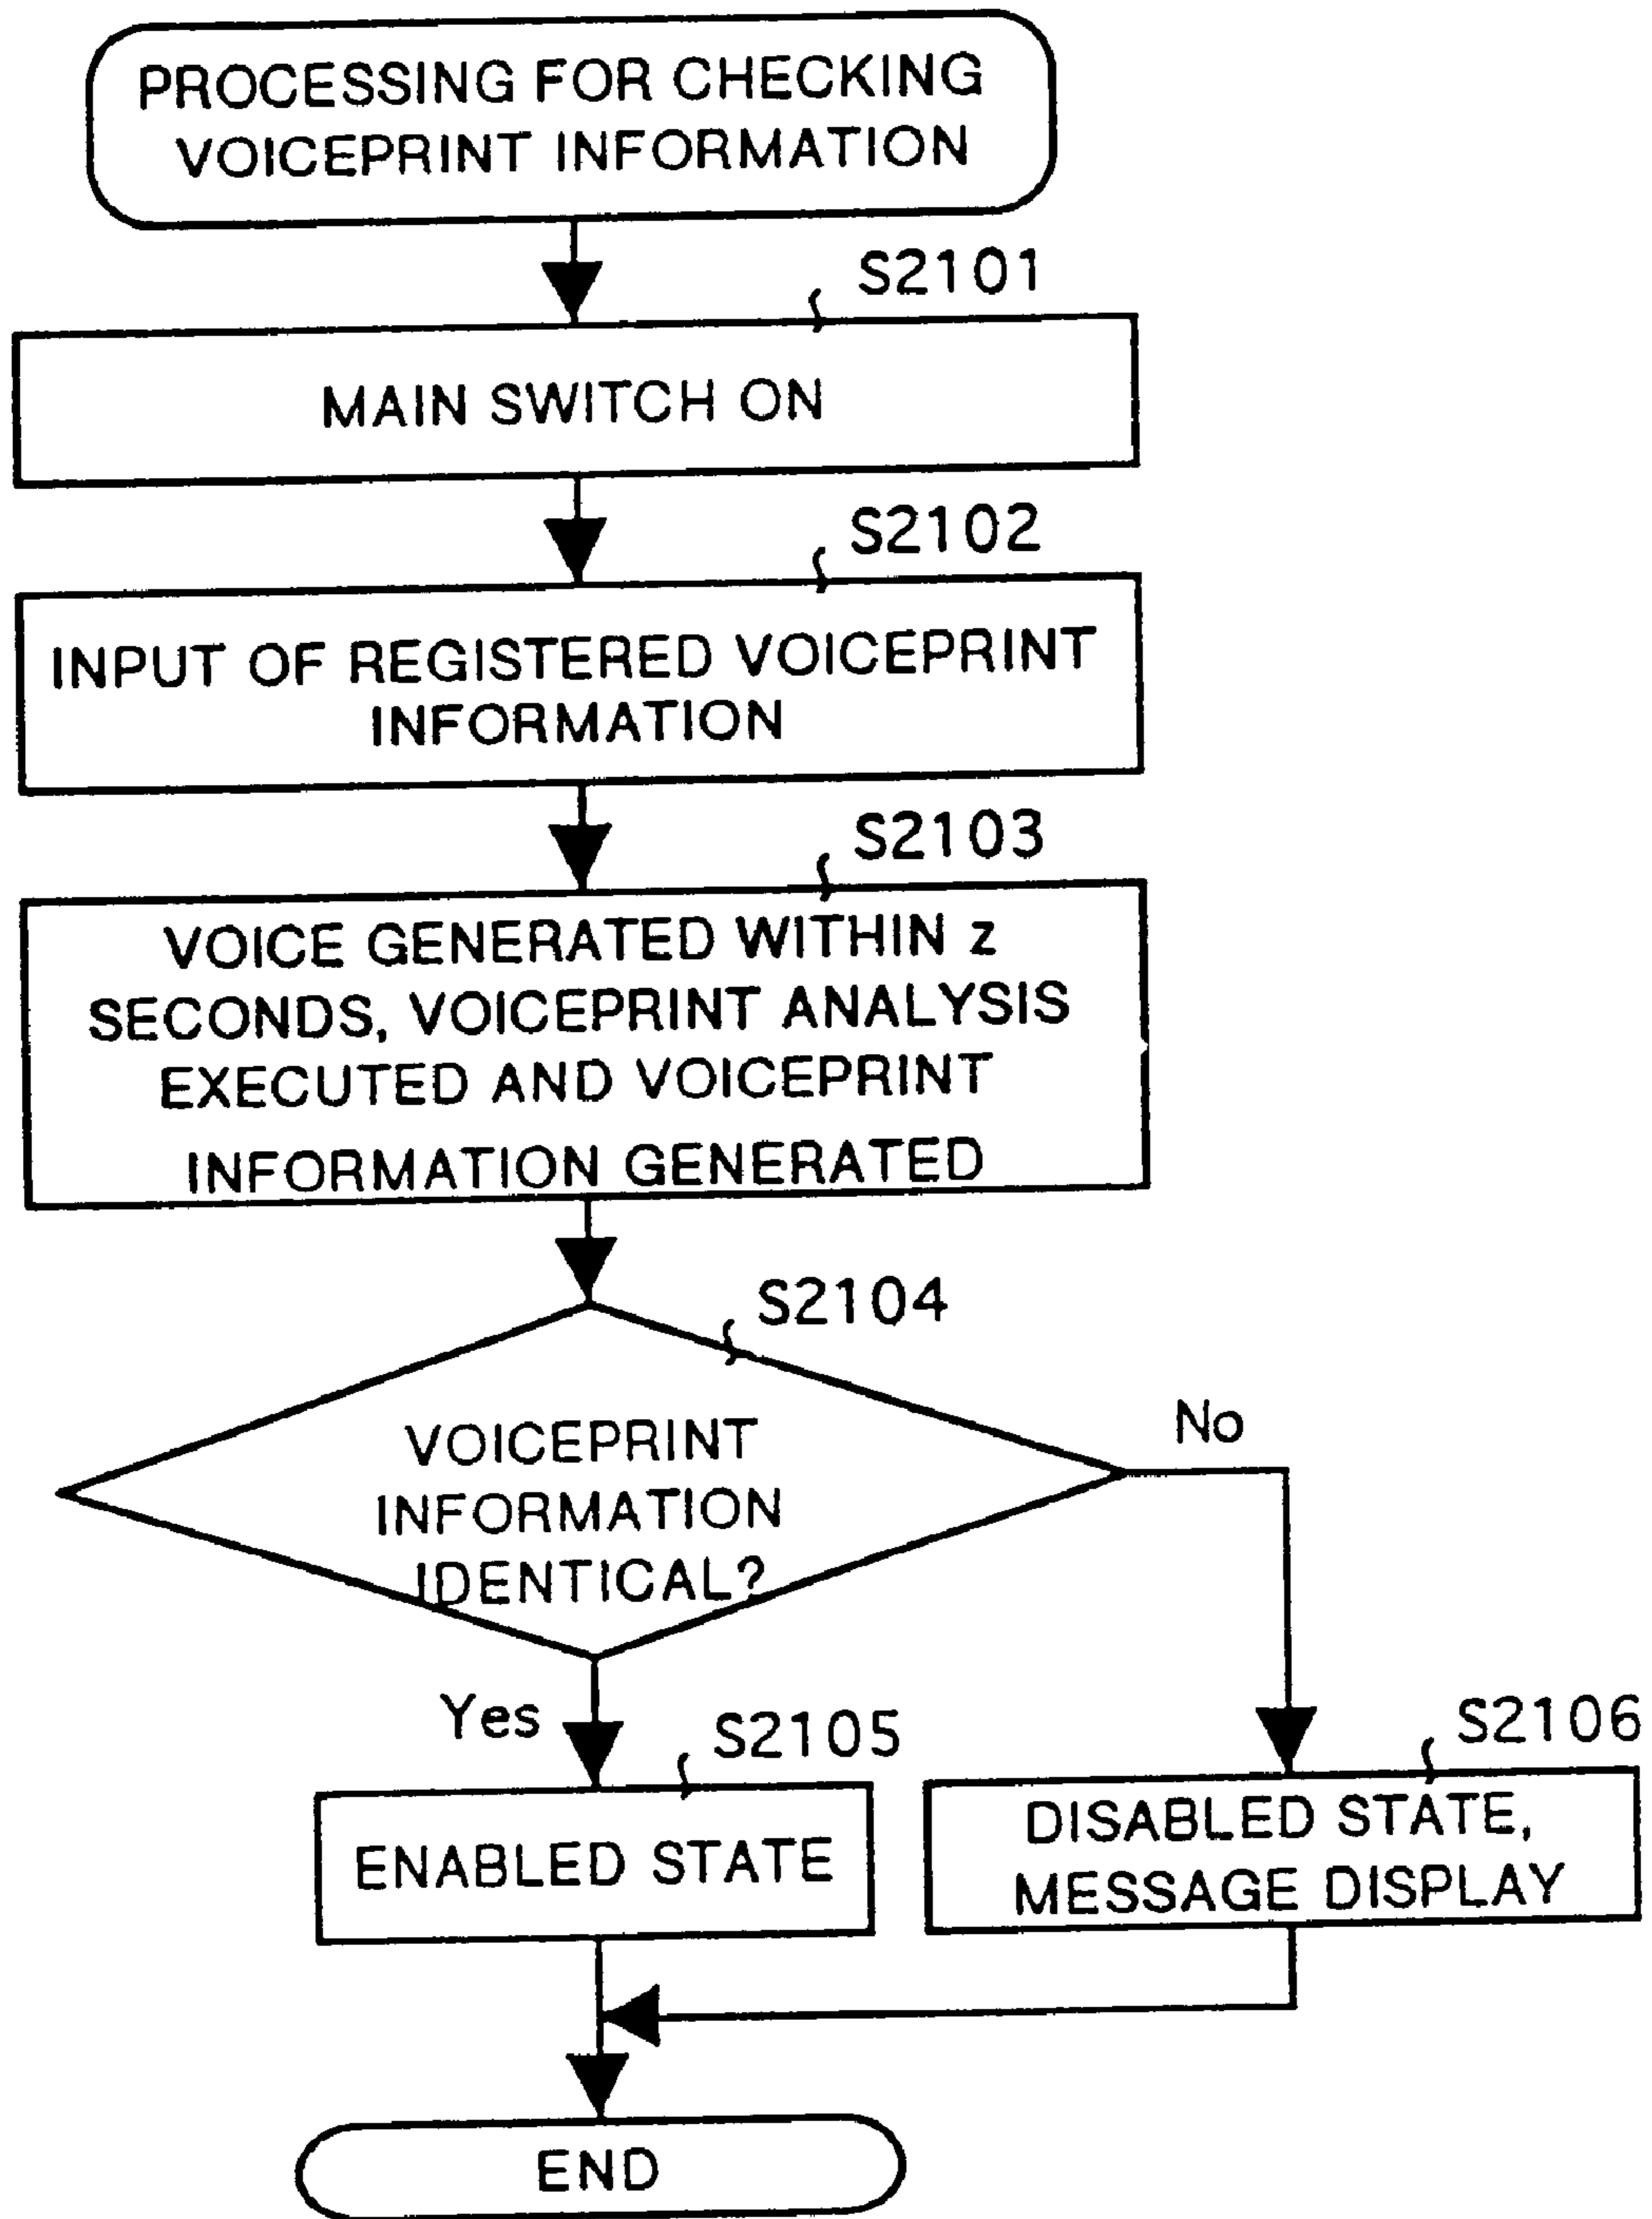 PROCESSING FOR CHECKING
VOICEPRINT INFORMATION
S2101
MAIN SWITCH ON
S2102
INPUT OF REGISTERED VOICEPRINT
INFORMATION
S2103
VOICE GENERATED WITHIN z
SECONDS, VOICEPRINT ANALYSIS
EXECUTED AND VOICEPRINT
INFORMATION GENERATED
S2104
VOICEPRINT
INFORMATION
IDENTICAL?
No
Yes
S2105
ENABLED STATE
S2106
DISABLED STATE,
MESSAGE DISPLAY
END